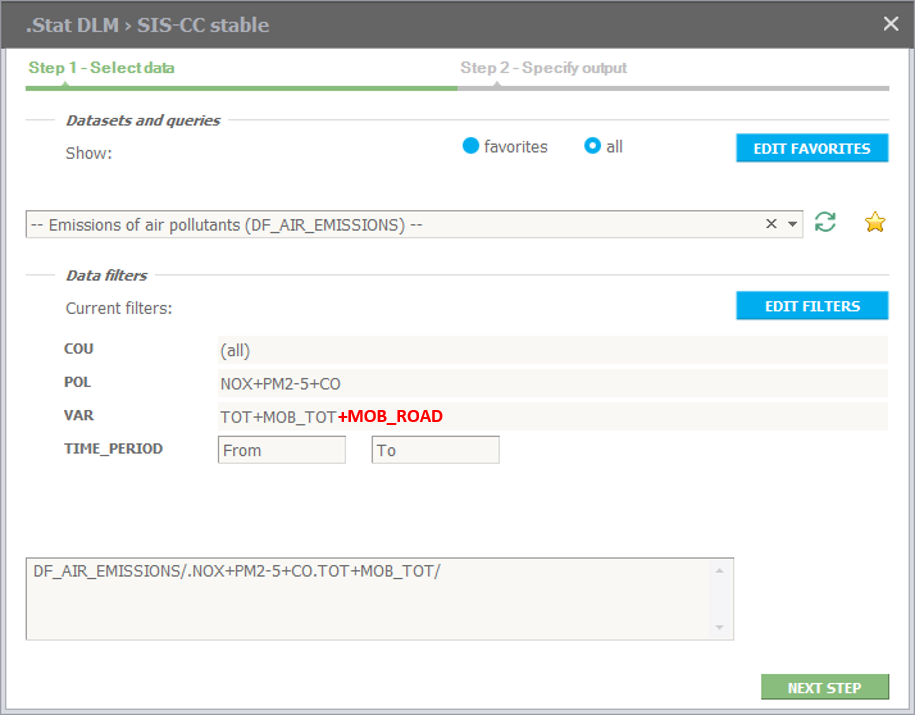 .Stat DLM › SIS-CC stable
Step 1 - Select data
Step 2 - Specify output
Datasets and queries
Show:
favorites
all
EDIT FAVORITES
-- Emissions of air pollutants (DF_AIR_EMISSIONS) --
Data filters
Current filters:
EDIT FILTERS
COU (all)
POL NOX+PM2-5+CO
VAR TOT+MOB_TOT+MOB_ROAD
TIME_PERIOD From To
DF_AIR_EMISSIONS/.NOX+PM2-5+CO.TOT+MOB_TOT/
NEXT STEP